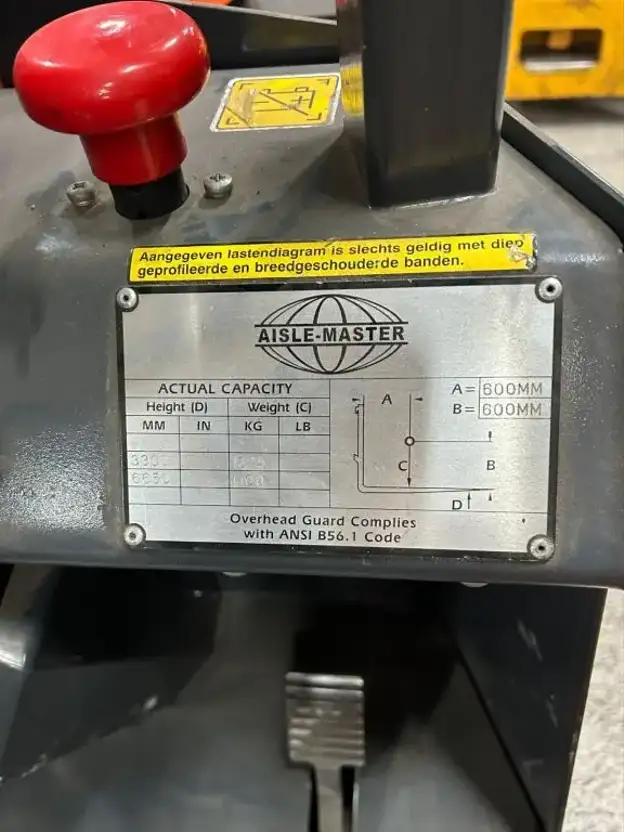 Aangegeven lastendiagram is slechts geldig met diep
geprofileerde en breedgeschouderde banden.
AISLE-MASTER
ACTUAL CAPACITY
Height (D) Weight (C)
MM IN KG LB
A= 600MM
B= 600MM
A
B
C
D
Overhead Guard Complies
with ANSI B56.1 Code